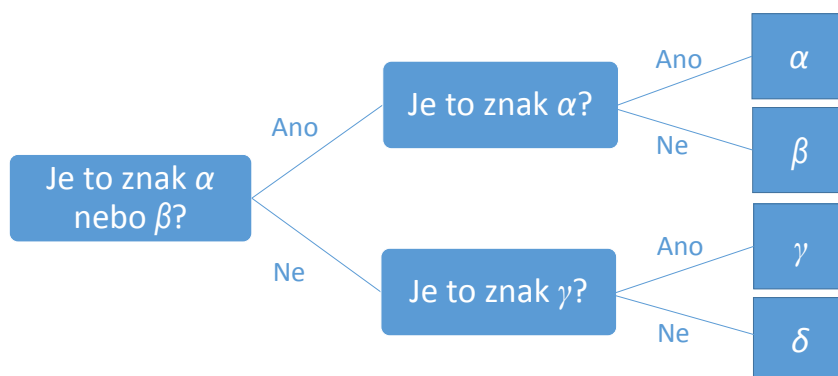 Je to znak α
nebo β?
Ano
Ne
Je to znak α?
Ano
Ne
α
β
Je to znak γ?
Ano
Ne
γ
δ